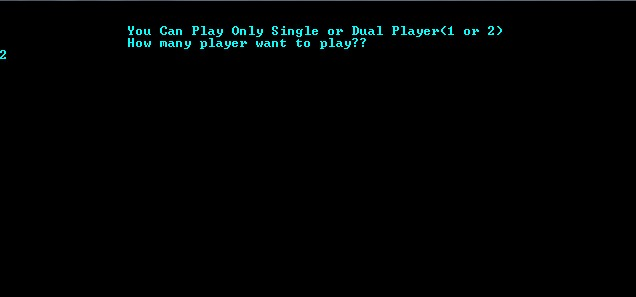 You Can Play Only Single or Dual Player(1 or 2)
How many player want to play??
2